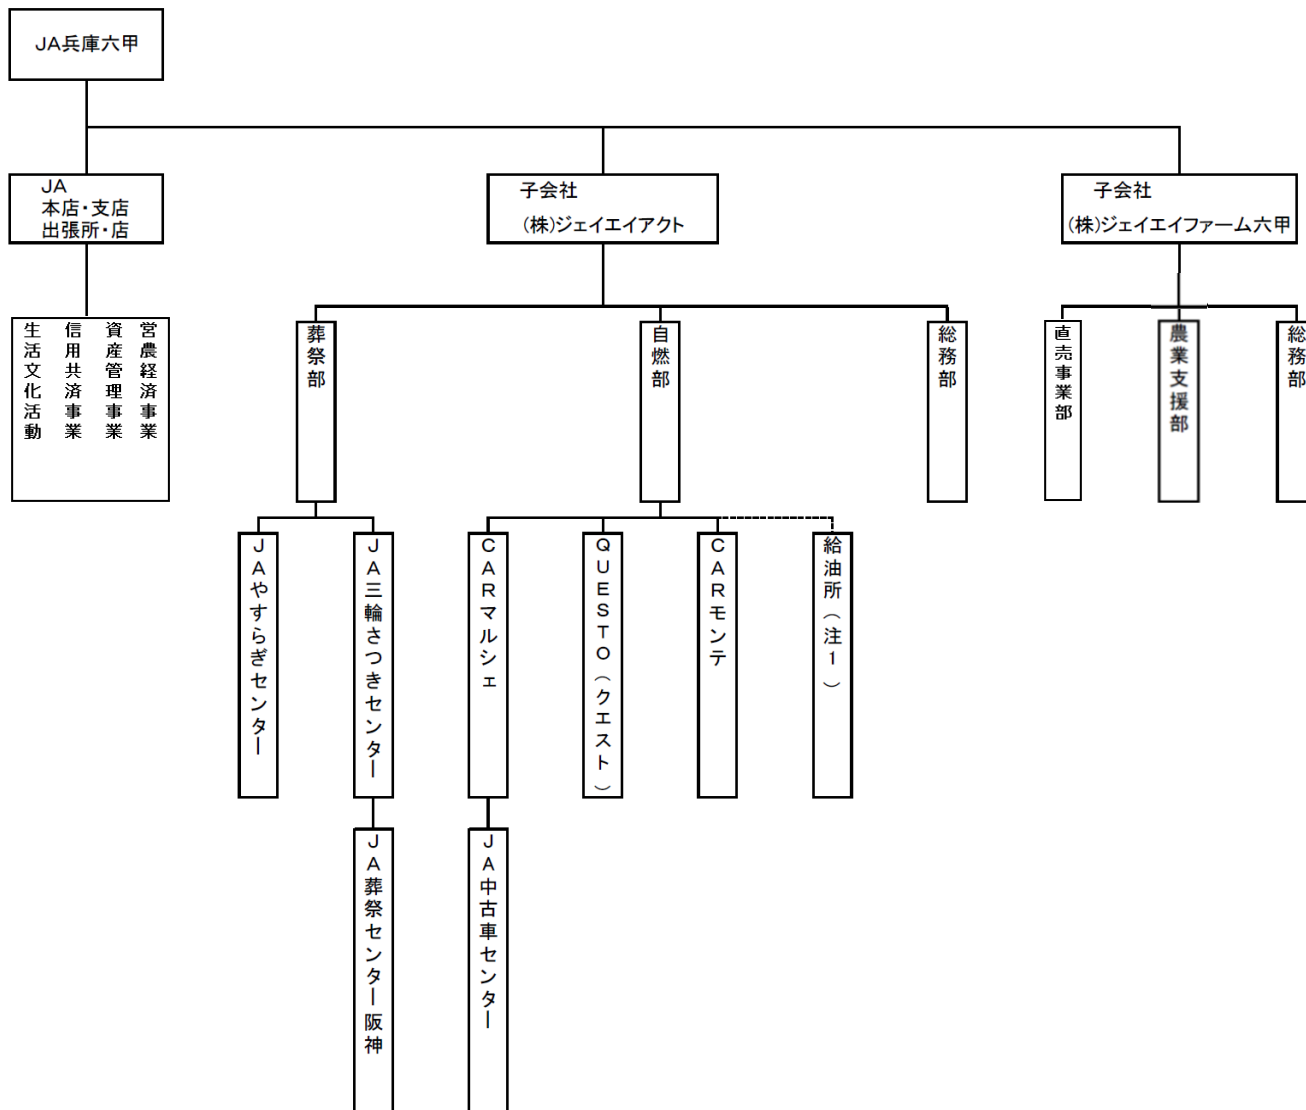 JA兵庫六甲
JA
本店・支店
出張所・店
子会社
(株)ジェイエイアクト
子会社
(株)ジェイエイファーム六甲
営農経済事業
資産管理事業
信用共済事業
生活文化活動
葬祭部
自燃部
総務部
直売事業部
農業支援部
総務部
JAやすらぎセンター
JA三輪さつきセンター
CARマルシェ
QUESTO（クエスト）
CARモンテ
給油所（注1）
JA葬祭センター阪神
JA中古車センター